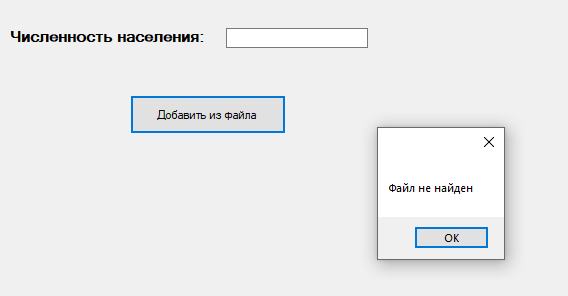 Численность населения:
Добавить из файла
Файл не найден
OK